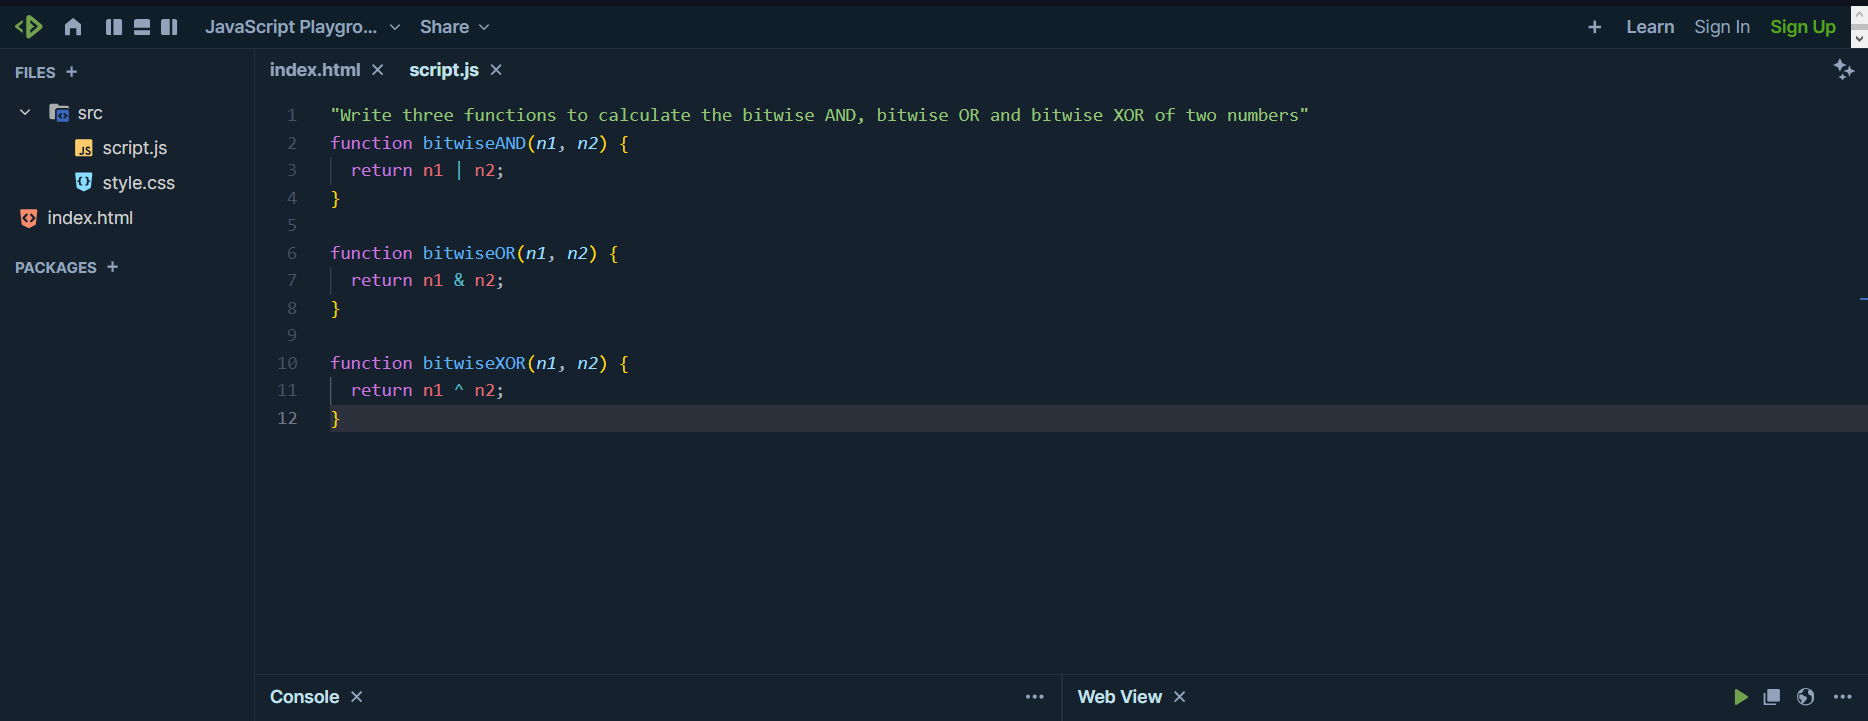 JavaScript Playgro... Share + Learn Sign In Sign Up
FILES +
src
script.js
style.css
index.html
PACKAGES +
index.html script.js
1 "Write three functions to calculate the bitwise AND, bitwise OR and bitwise XOR of two numbers"
2 function bitwiseAND(n1, n2) {
3 return n1 | n2;
4 }
5
6 function bitwiseOR(n1, n2) {
7 return n1 & n2;
8 }
9
10 function bitwiseXOR(n1, n2) {
11 return n1 ^ n2;
12 }
Console
Web View